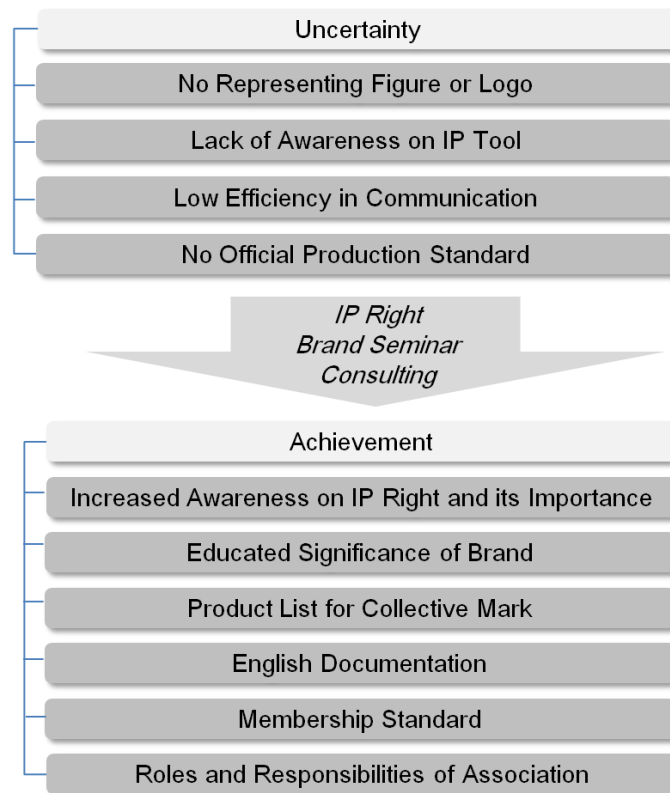 Uncertainty
No Representing Figure or Logo
Lack of Awareness on IP Tool
Low Efficiency in Communication
No Official Production Standard
IP Right
Brand Seminar
Consulting
Achievement
Increased Awareness on IP Right and its Importance
Educated Significance of Brand
Product List for Collective Mark
English Documentation
Membership Standard
Roles and Responsibilities of Association